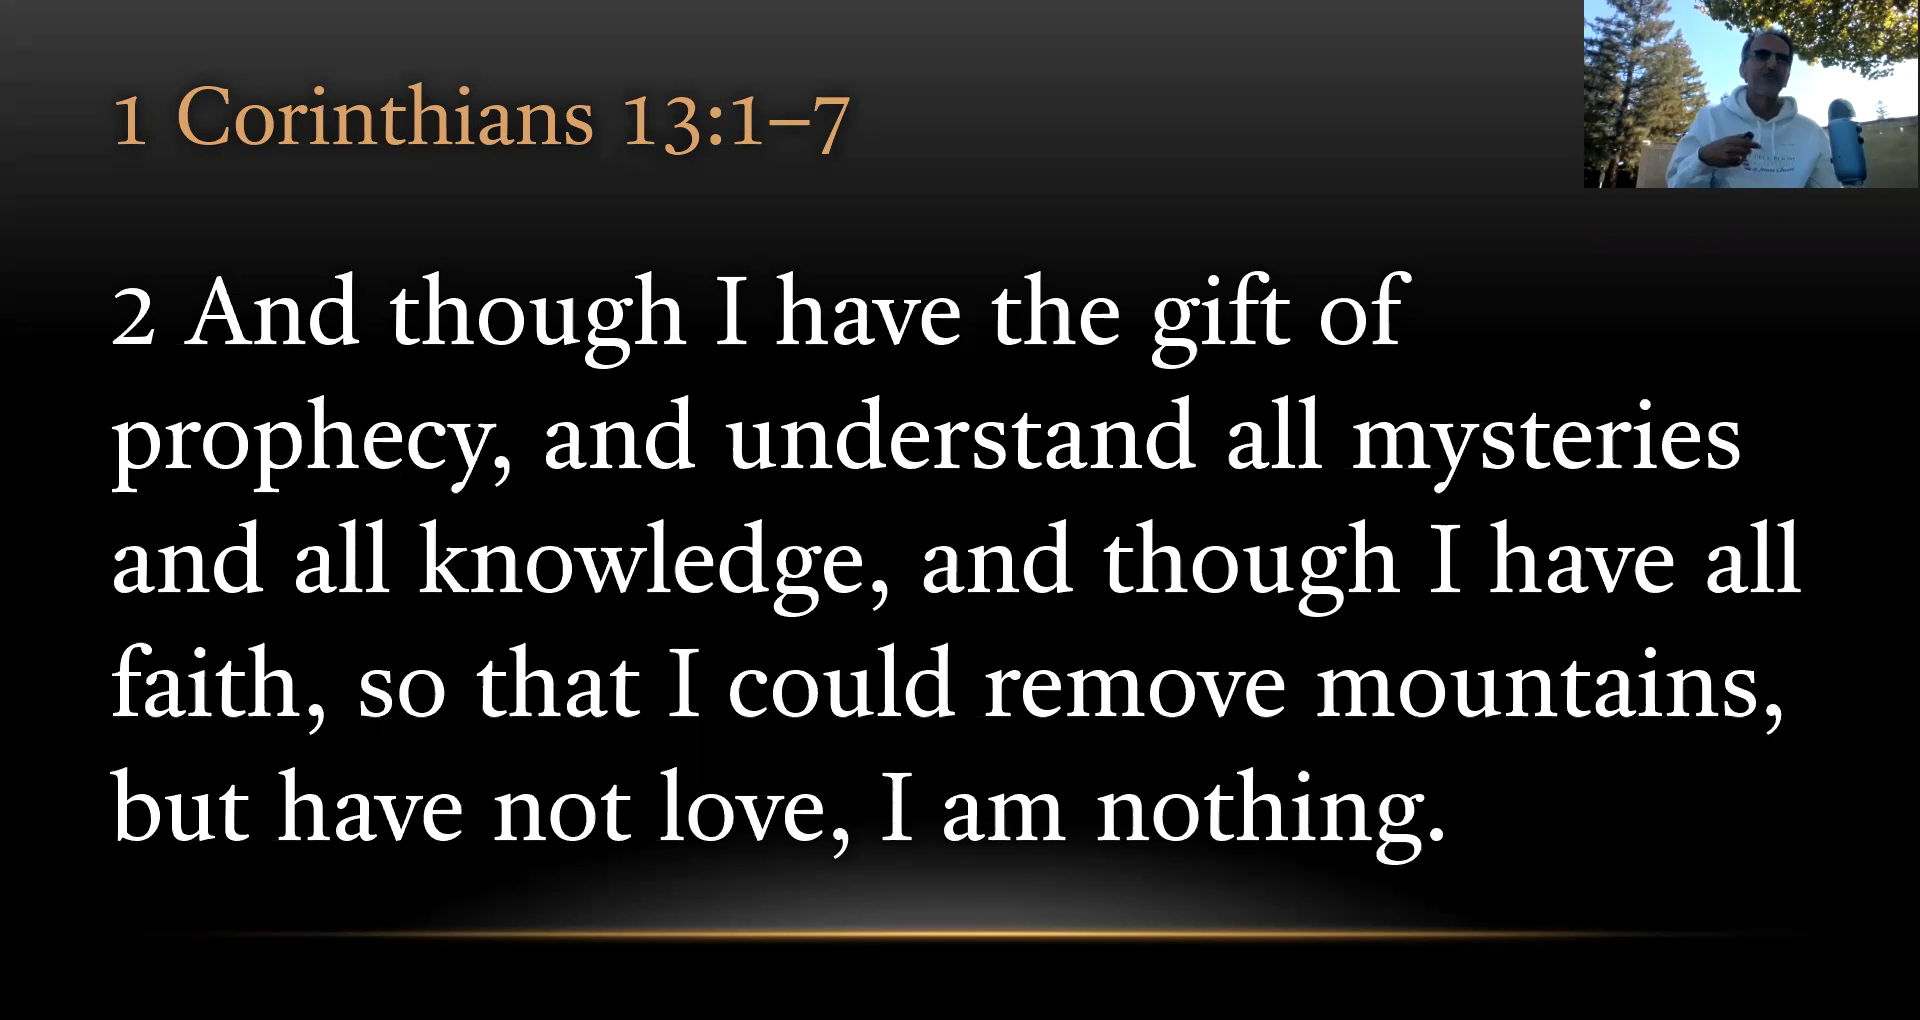 1 Corinthians 13:1–7
2 And though I have the gift of
prophecy, and understand all mysteries
and all knowledge, and though I have all
faith, so that I could remove mountains,
but have not love, I am nothing.